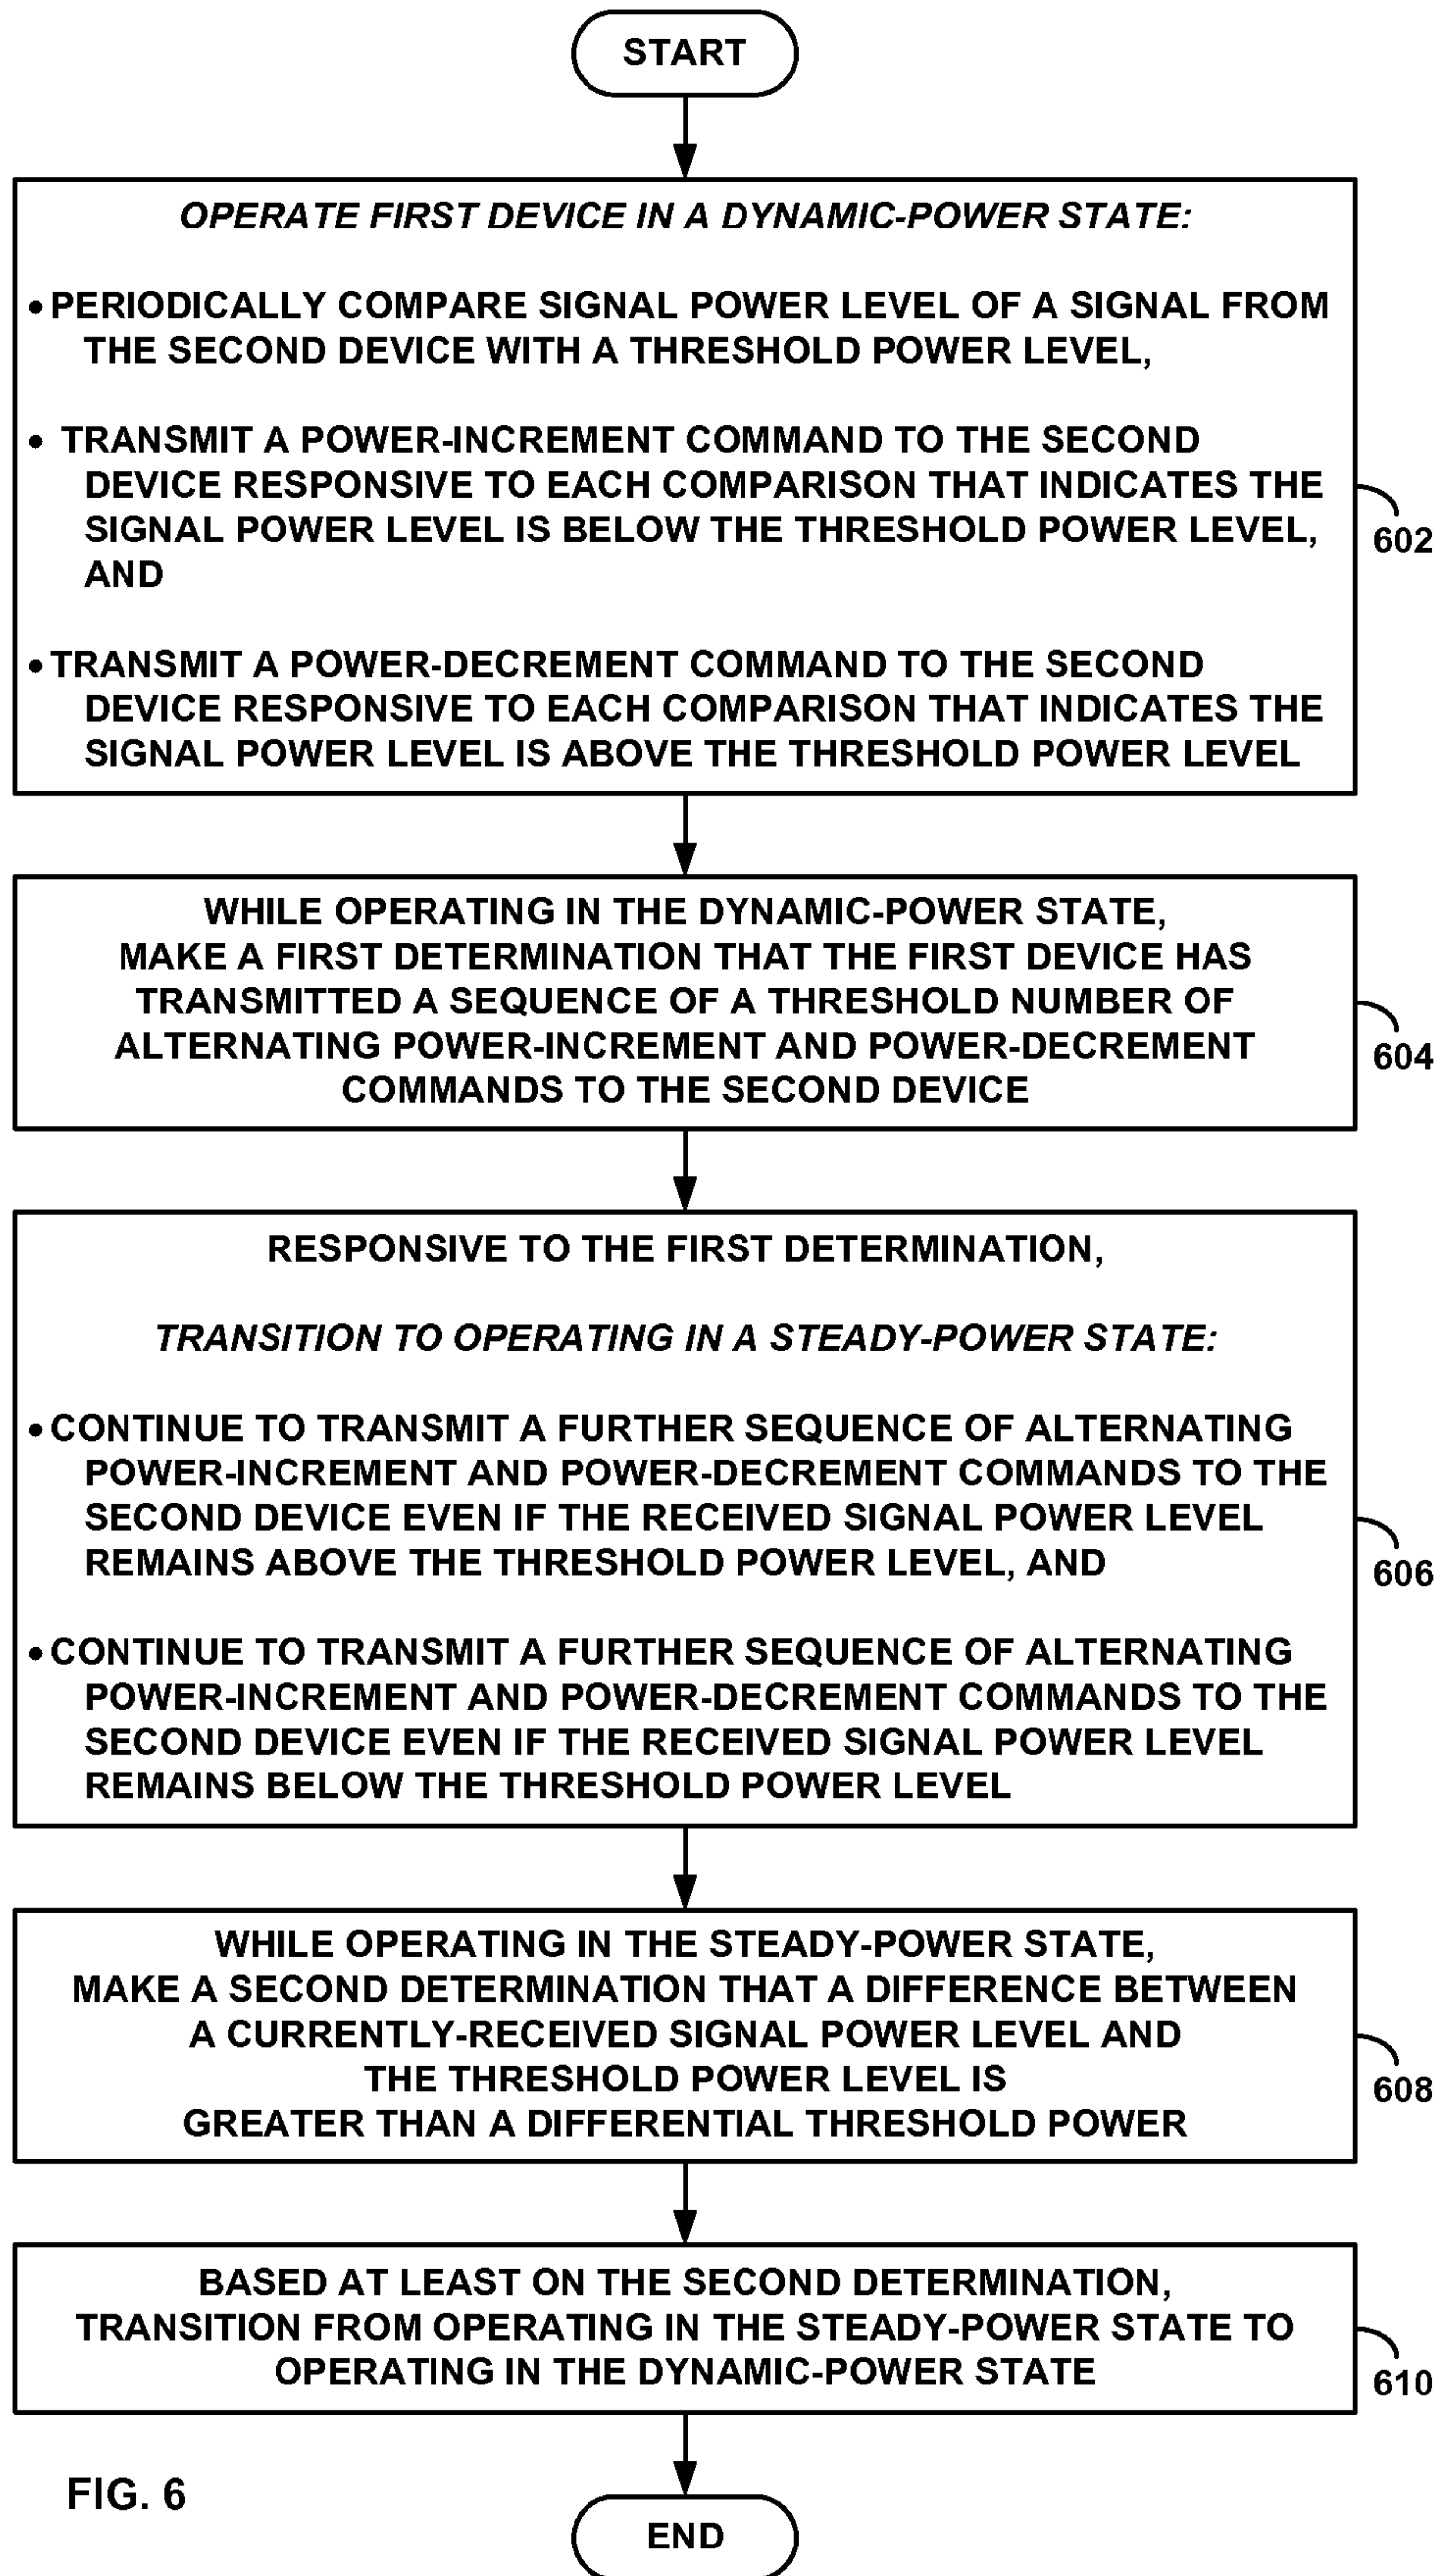 START
OPERATE FIRST DEVICE IN A DYNAMIC-POWER STATE:
• PERIODICALLY COMPARE SIGNAL POWER LEVEL OF A SIGNAL FROM
THE SECOND DEVICE WITH A THRESHOLD POWER LEVEL,
• TRANSMIT A POWER-INCREMENT COMMAND TO THE SECOND
DEVICE RESPONSIVE TO EACH COMPARISON THAT INDICATES THE
SIGNAL POWER LEVEL IS BELOW THE THRESHOLD POWER LEVEL,
AND
• TRANSMIT A POWER-DECREMENT COMMAND TO THE SECOND
DEVICE RESPONSIVE TO EACH COMPARISON THAT INDICATES THE
SIGNAL POWER LEVEL IS ABOVE THE THRESHOLD POWER LEVEL
602
WHILE OPERATING IN THE DYNAMIC-POWER STATE,
MAKE A FIRST DETERMINATION THAT THE FIRST DEVICE HAS
TRANSMITTED A SEQUENCE OF A THRESHOLD NUMBER OF
ALTERNATING POWER-INCREMENT AND POWER-DECREMENT
COMMANDS TO THE SECOND DEVICE
604
RESPONSIVE TO THE FIRST DETERMINATION,
TRANSITION TO OPERATING IN A STEADY-POWER STATE:
• CONTINUE TO TRANSMIT A FURTHER SEQUENCE OF ALTERNATING
POWER-INCREMENT AND POWER-DECREMENT COMMANDS TO THE
SECOND DEVICE EVEN IF THE RECEIVED SIGNAL POWER LEVEL
REMAINS ABOVE THE THRESHOLD POWER LEVEL, AND
• CONTINUE TO TRANSMIT A FURTHER SEQUENCE OF ALTERNATING
POWER-INCREMENT AND POWER-DECREMENT COMMANDS TO THE
SECOND DEVICE EVEN IF THE RECEIVED SIGNAL POWER LEVEL
REMAINS BELOW THE THRESHOLD POWER LEVEL
606
WHILE OPERATING IN THE STEADY-POWER STATE,
MAKE A SECOND DETERMINATION THAT A DIFFERENCE BETWEEN
A CURRENTLY-RECEIVED SIGNAL POWER LEVEL AND
THE THRESHOLD POWER LEVEL IS
GREATER THAN A DIFFERENTIAL THRESHOLD POWER
608
BASED AT LEAST ON THE SECOND DETERMINATION,
TRANSITION FROM OPERATING IN THE STEADY-POWER STATE TO
OPERATING IN THE DYNAMIC-POWER STATE
610
FIG. 6
END